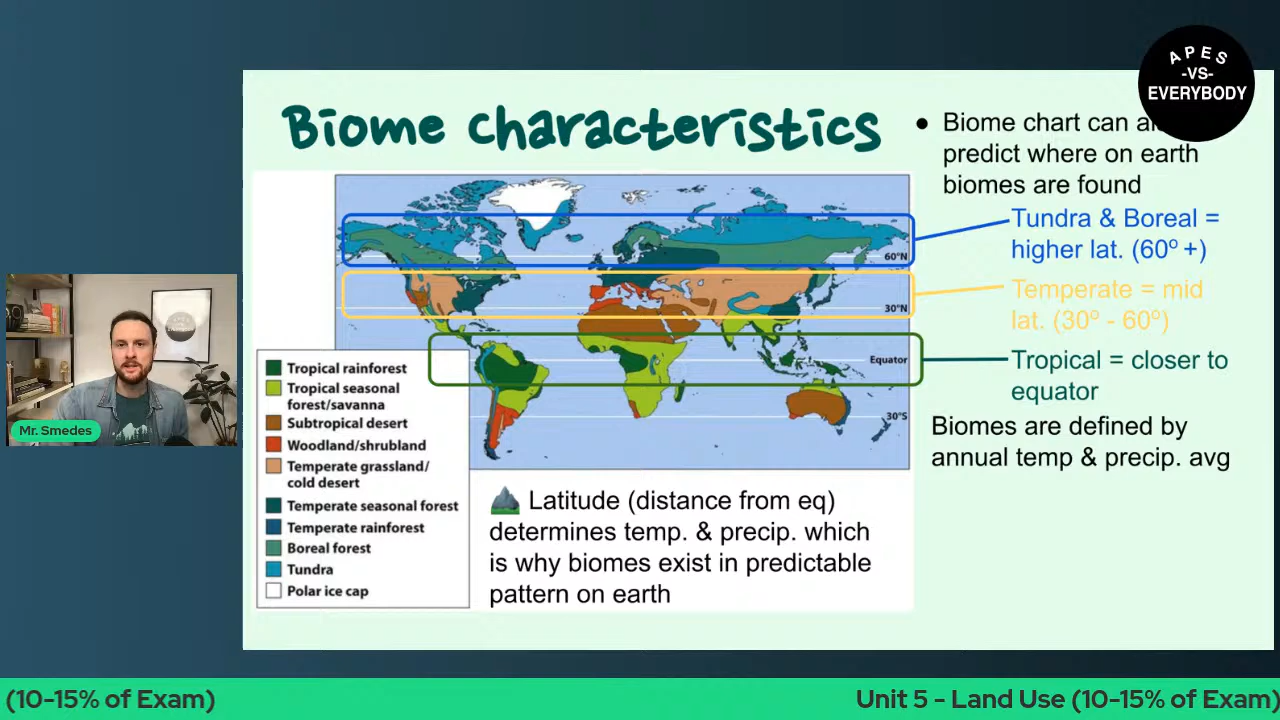 APES
-VS-
EVERYBODY
Biome characteristics
● Biome chart can al
predict where on earth
biomes are found
Tundra & Boreal =
higher lat. (60º +)
Temperate = mid
lat. (30º - 60º)
Tropical = closer to
equator
Biomes are defined by
annual temp & precip. avg
60°N
30°N
Equator
30°S
Tropical rainforest
Tropical seasonal
forest/savanna
Subtropical desert
Woodland/shrubland
Temperate grassland/
cold desert
Temperate seasonal forest
Temperate rainforest
Boreal forest
Tundra
Polar ice cap
Latitude (distance from eq)
determines temp. & precip. which
is why biomes exist in predictable
pattern on earth
Mr. Smedes
(10-15% of Exam)
Unit 5 - Land Use (10-15% of Exam)